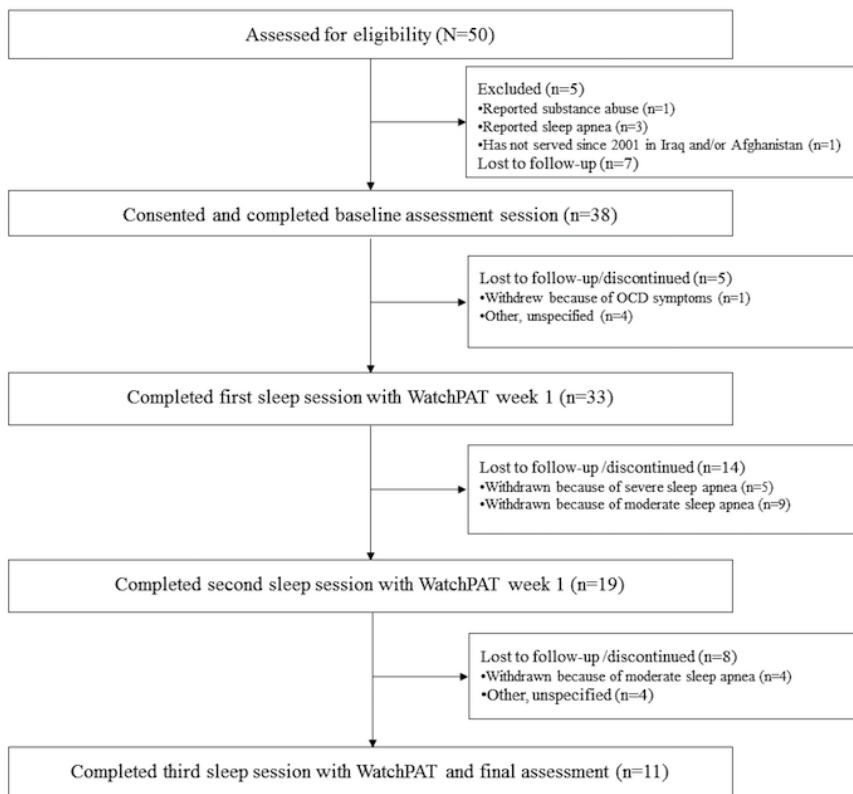 Assessed for eligibility (N=50)
Excluded (n=5)
•Reported substance abuse (n=1)
•Reported sleep apnea (n=3)
•Has not served since 2001 in Iraq and/or Afghanistan (n=1)
Lost to follow-up (n=7)
Consented and completed baseline assessment session (n=38)
Lost to follow-up/discontinued (n=5)
•Withdrew because of OCD symptoms (n=1)
•Other, unspecified (n=4)
Completed first sleep session with WatchPAT week 1 (n=33)
Lost to follow-up /discontinued (n=14)
•Withdrawn because of severe sleep apnea (n=5)
•Withdrawn because of moderate sleep apnea (n=9)
Completed second sleep session with WatchPAT week 1 (n=19)
Lost to follow-up /discontinued (n=8)
•Withdrawn because of moderate sleep apnea (n=4)
•Other, unspecified (n=4)
Completed third sleep session with WatchPAT and final assessment (n=11)